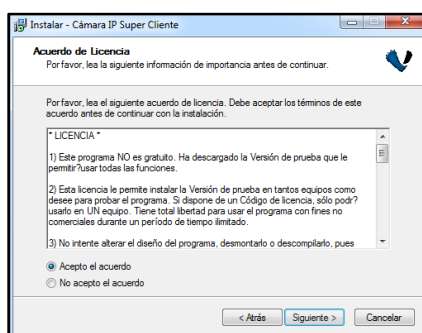 Instalar - Cámara IP Super Cliente
Acuerdo de Licencia
Por favor, lea la siguiente información de importancia antes de continuar.
Por favor, lea el siguiente acuerdo de licencia. Debe aceptar los términos de este
acuerdo antes de continuar con la instalación.
* LICENCIA *
1) Este programa NO es gratuito. Ha descargado la Versión de prueba que le
permitir?usar todas las funciones.
2) Esta licencia le permite instalar la Versión de prueba en tantos equipos como
desee para probar el programa. Si dispone de un Código de licencia, sólo podr?
usarlo en UN equipo. Tiene total libertad para usar el programa con fines no
comerciales durante un período de tiempo ilimitado.
3) No intente alterar el diseño del programa, desmontarlo o descompilarlo, pues
Acepto el acuerdo
No acepto el acuerdo
< Atrás Siguiente > Cancelar